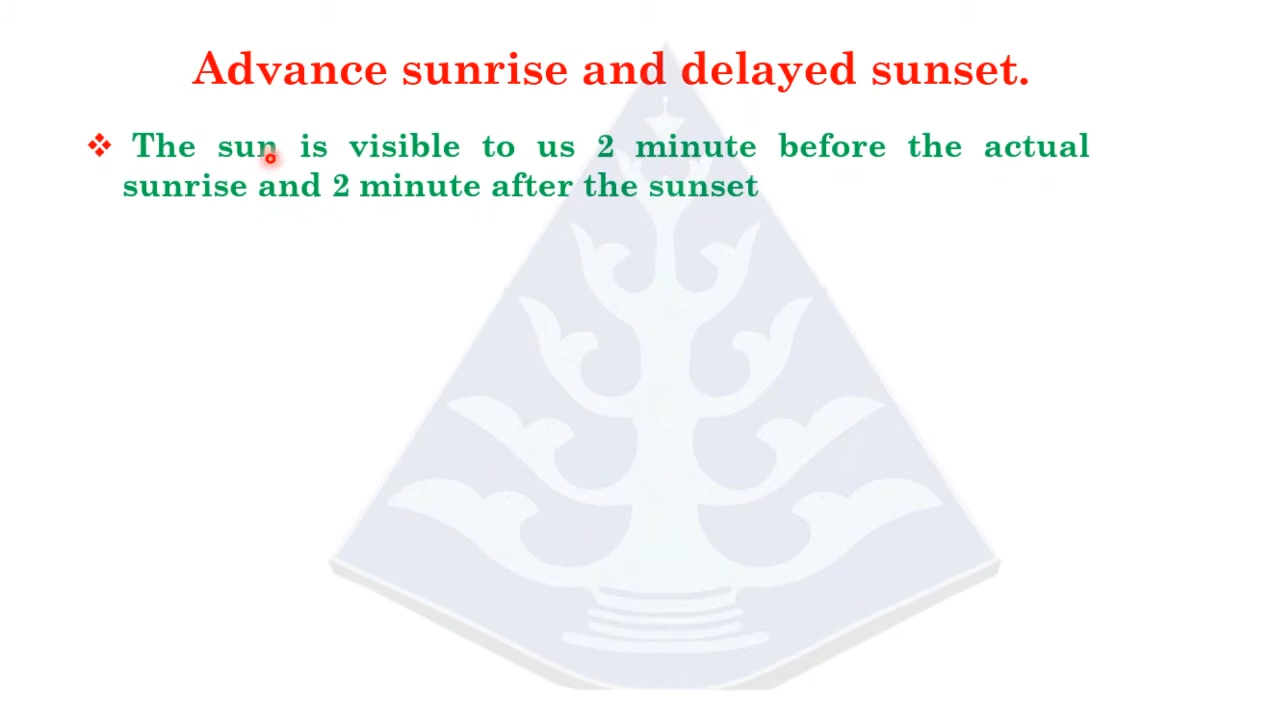 Advance sunrise and delayed sunset.
❖ The sun is visible to us 2 minute before the actual
sunrise and 2 minute after the sunset